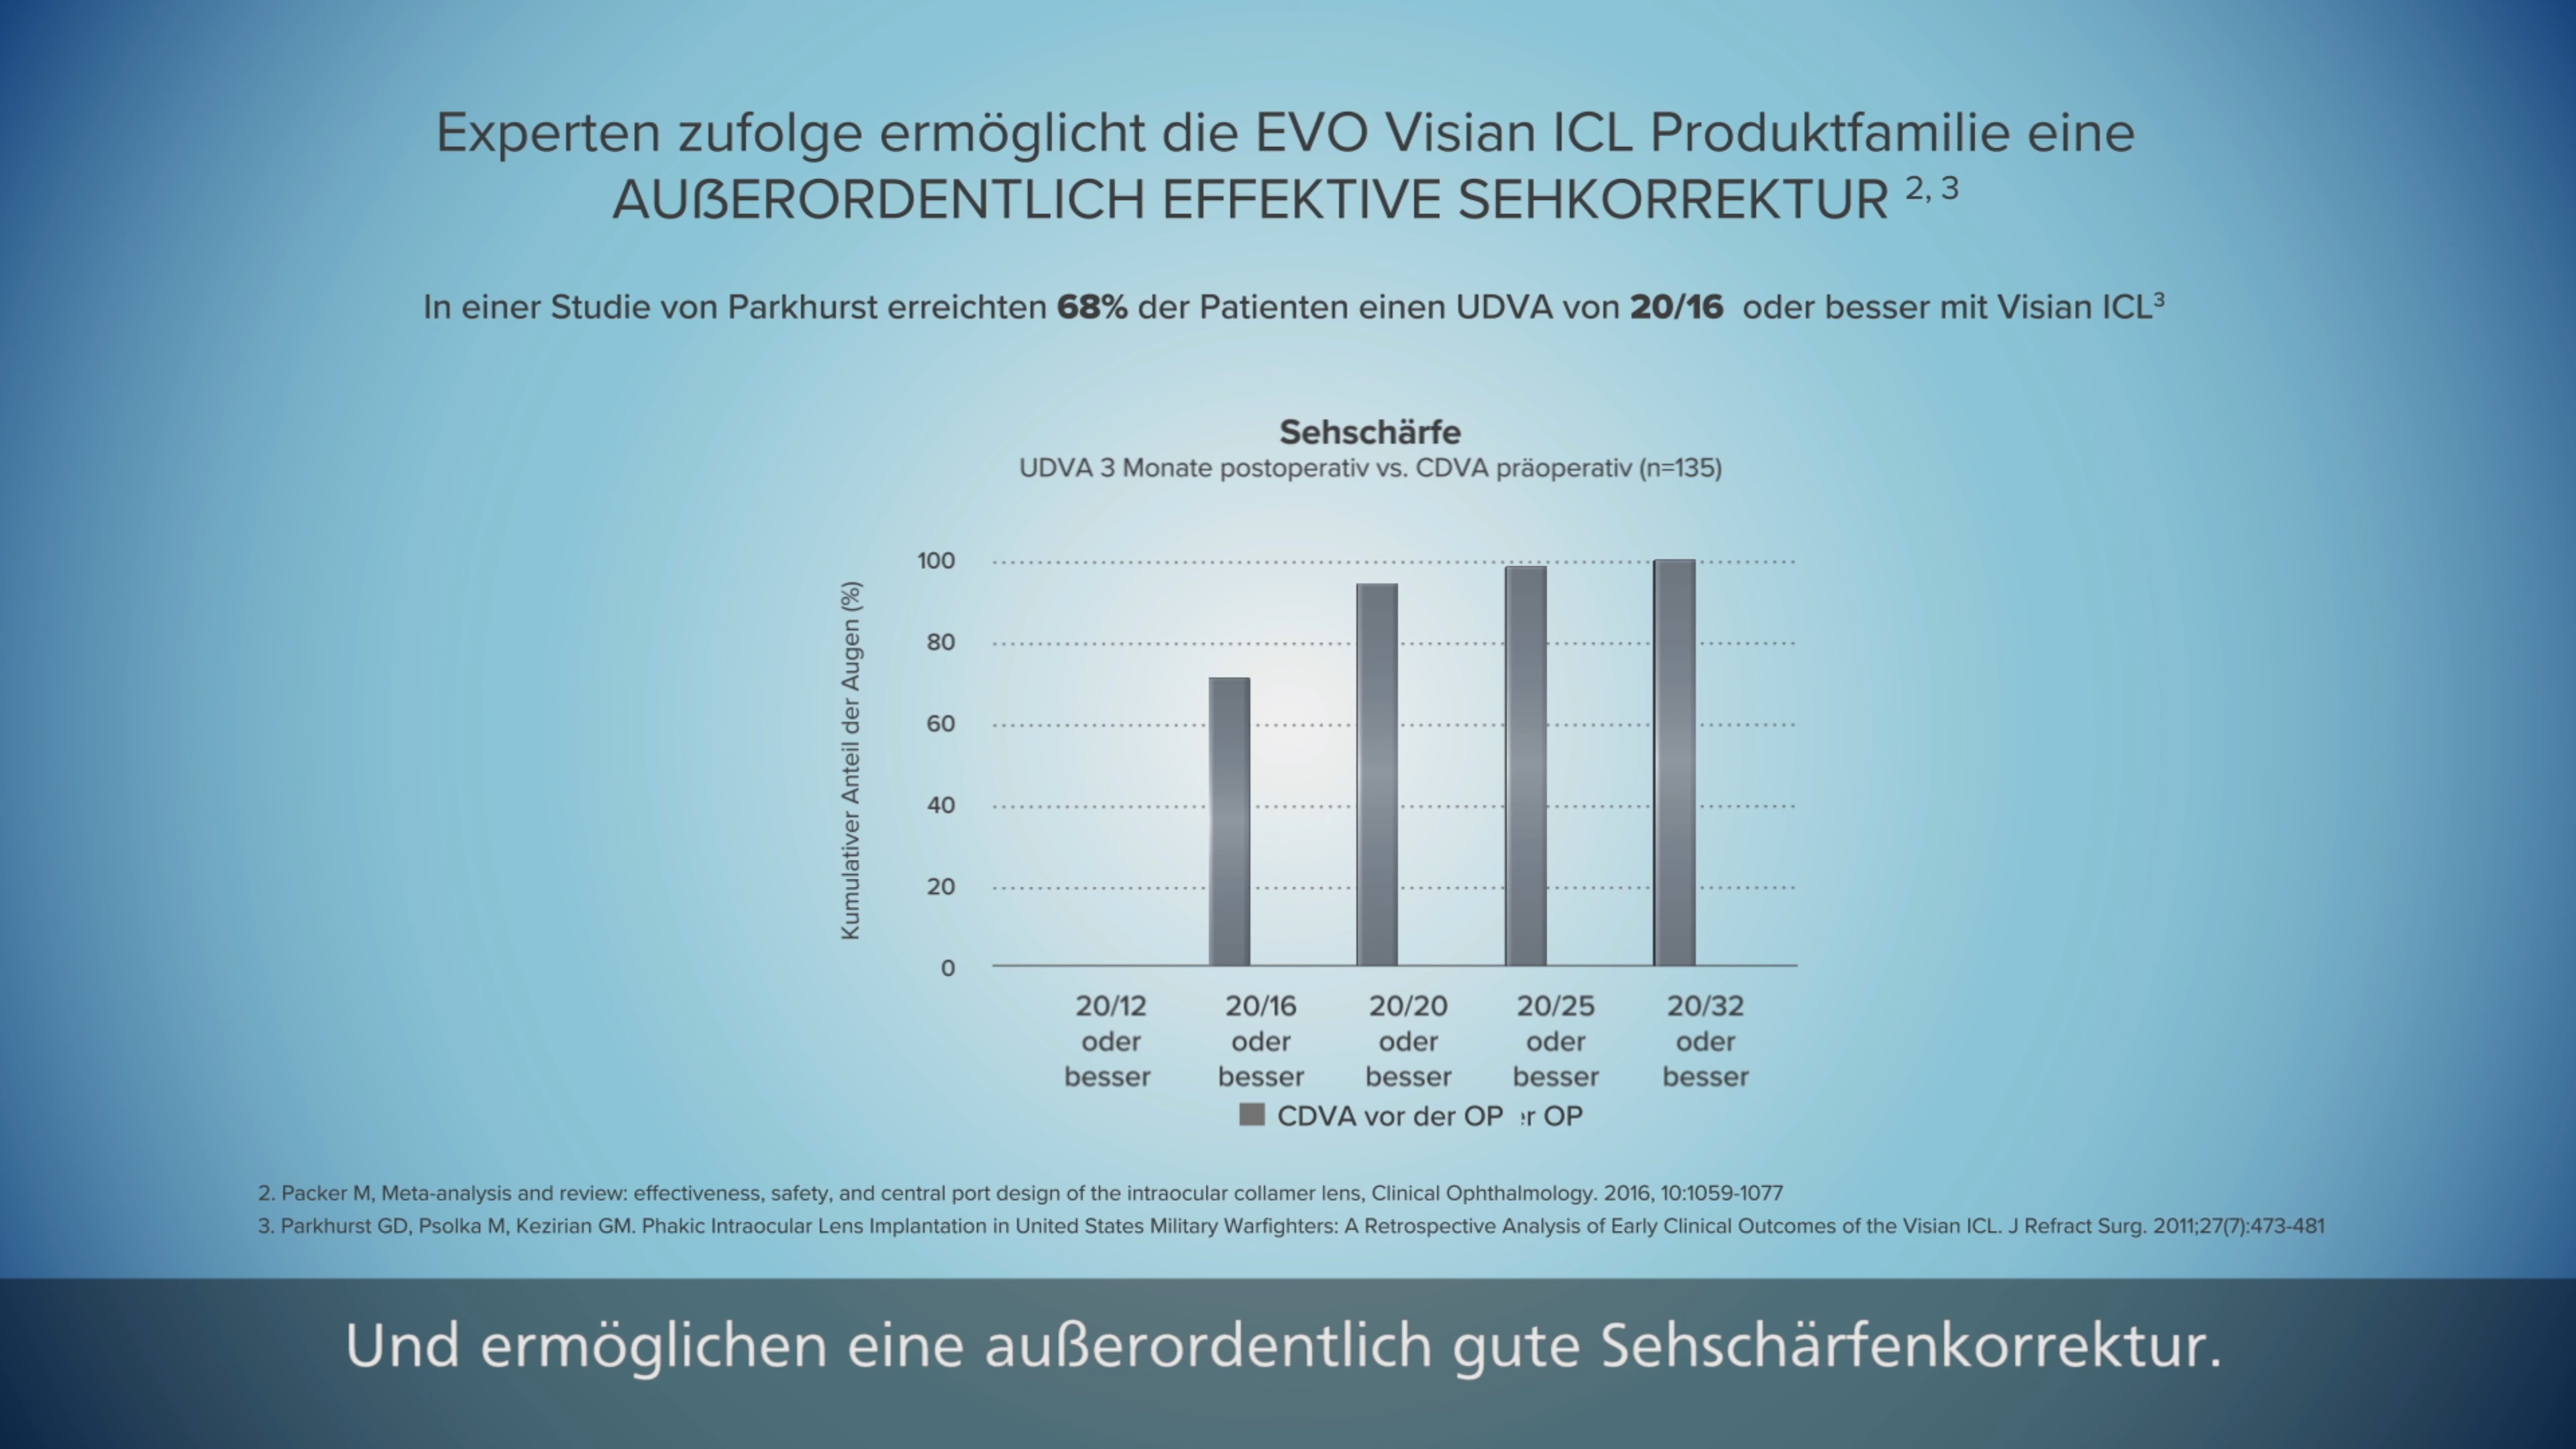 Experten zufolge ermöglicht die EVO Visian ICL Produktfamilie eine
AUßERORDENTLICH EFFEKTIVE SEHKORREKTUR 2, 3
In einer Studie von Parkhurst erreichten 68% der Patienten einen UDVA von 20/16 oder besser mit Visian ICL3
Sehschärfe
UDVA 3 Monate postoperativ vs. CDVA präoperativ (n=135)
Kumulativer Anteil der Augen (%)
100
80
60
40
20
0
20/12 oder besser
20/16 oder besser
20/20 oder besser
20/25 oder besser
20/32 oder besser
CDVA vor der OP OP
2. Packer M, Meta-analysis and review: effectiveness, safety, and central port design of the intraocular collamer lens, Clinical Ophthalmology. 2016, 10:1059-1077
3. Parkhurst GD, Psolka M, Kezirian GM. Phakic Intraocular Lens Implantation in United States Military Warfighters: A Retrospective Analysis of Early Clinical Outcomes of the Visian ICL. J Refract Surg. 2011;27(7):473-481
Und ermöglichen eine außerordentlich gute Sehschärfenkorrektur.